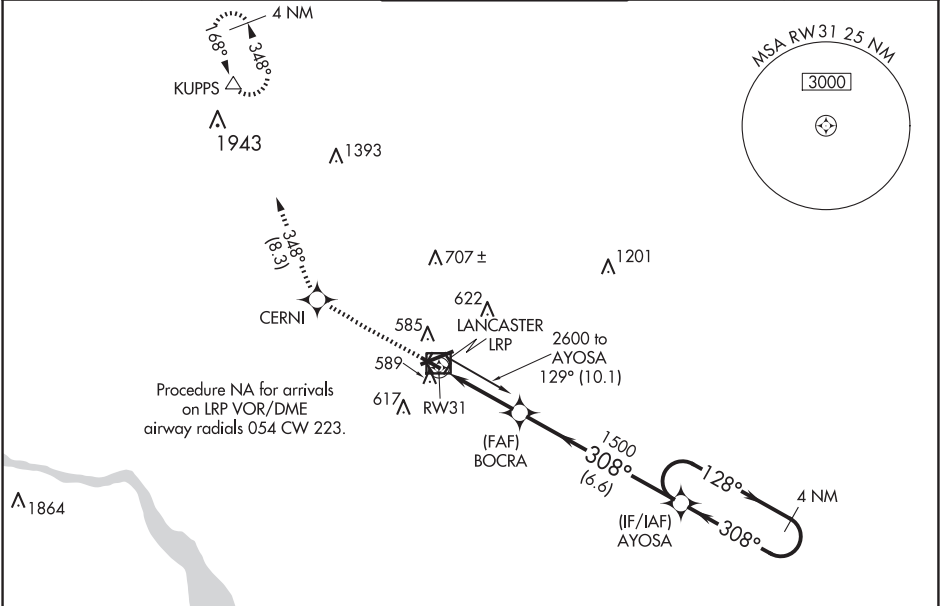 4 NM
168°
348°
KUPPS
1943
1393
MSA RW31 25 NM
3000
348°
(8.3)
707 ±
1201
CERNI
622
585
LANCASTER
LRP
589
2600 to
AYOSA
129° (10.1)
617
RW31
Procedure NA for arrivals
on LRP VOR/DME
airway radials 054 CW 223.
(FAF)
BOCRA
1500
308°
(6.6)
128°
4 NM
308°
(IF/IAF)
AYOSA
1864